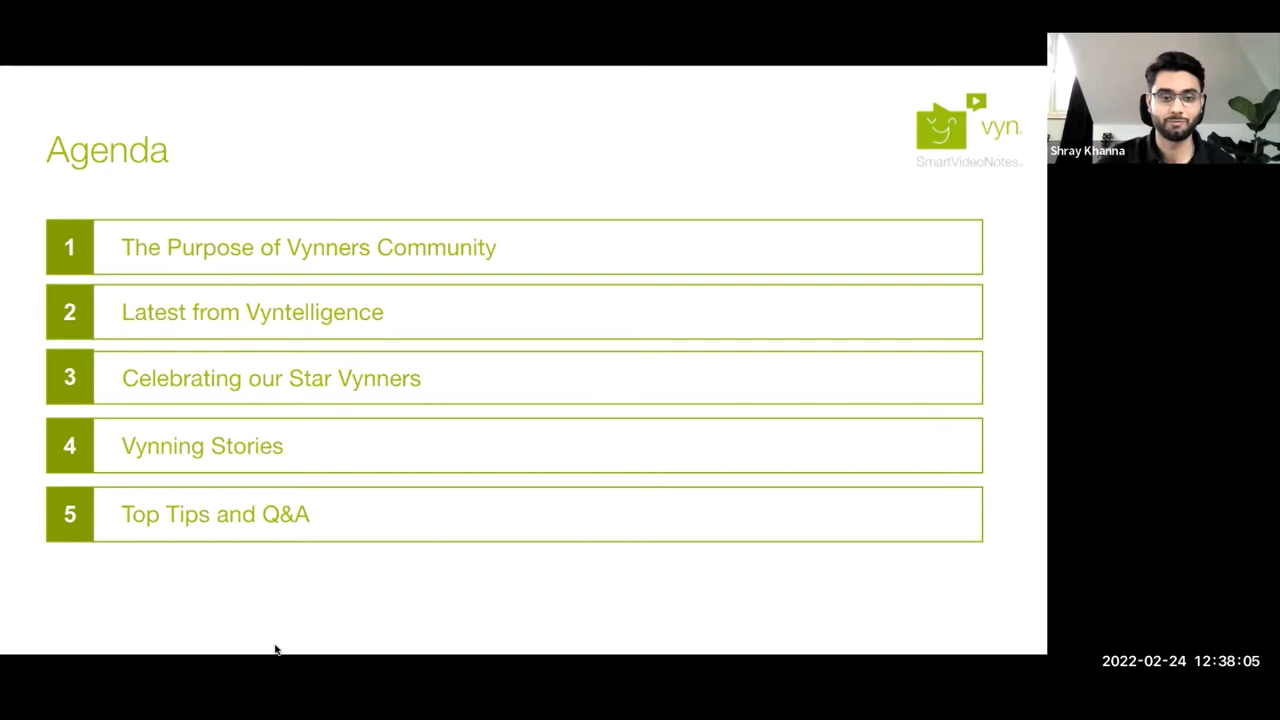 Agenda
vyn.
SmartVideoNotes™
Shray Khanna
1 The Purpose of Vynners Community
2 Latest from Vyntelligence
3 Celebrating our Star Vynners
4 Vynning Stories
5 Top Tips and Q&A
2022-02-24 12:38:05